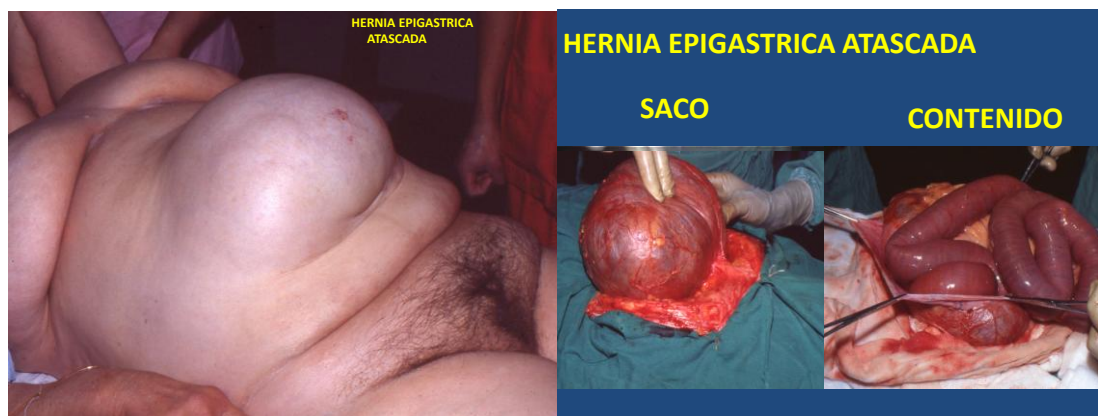 HERNIA EPIGASTRICA
ATASCADA
HERNIA EPIGASTRICA ATASCADA
SACO
CONTENIDO